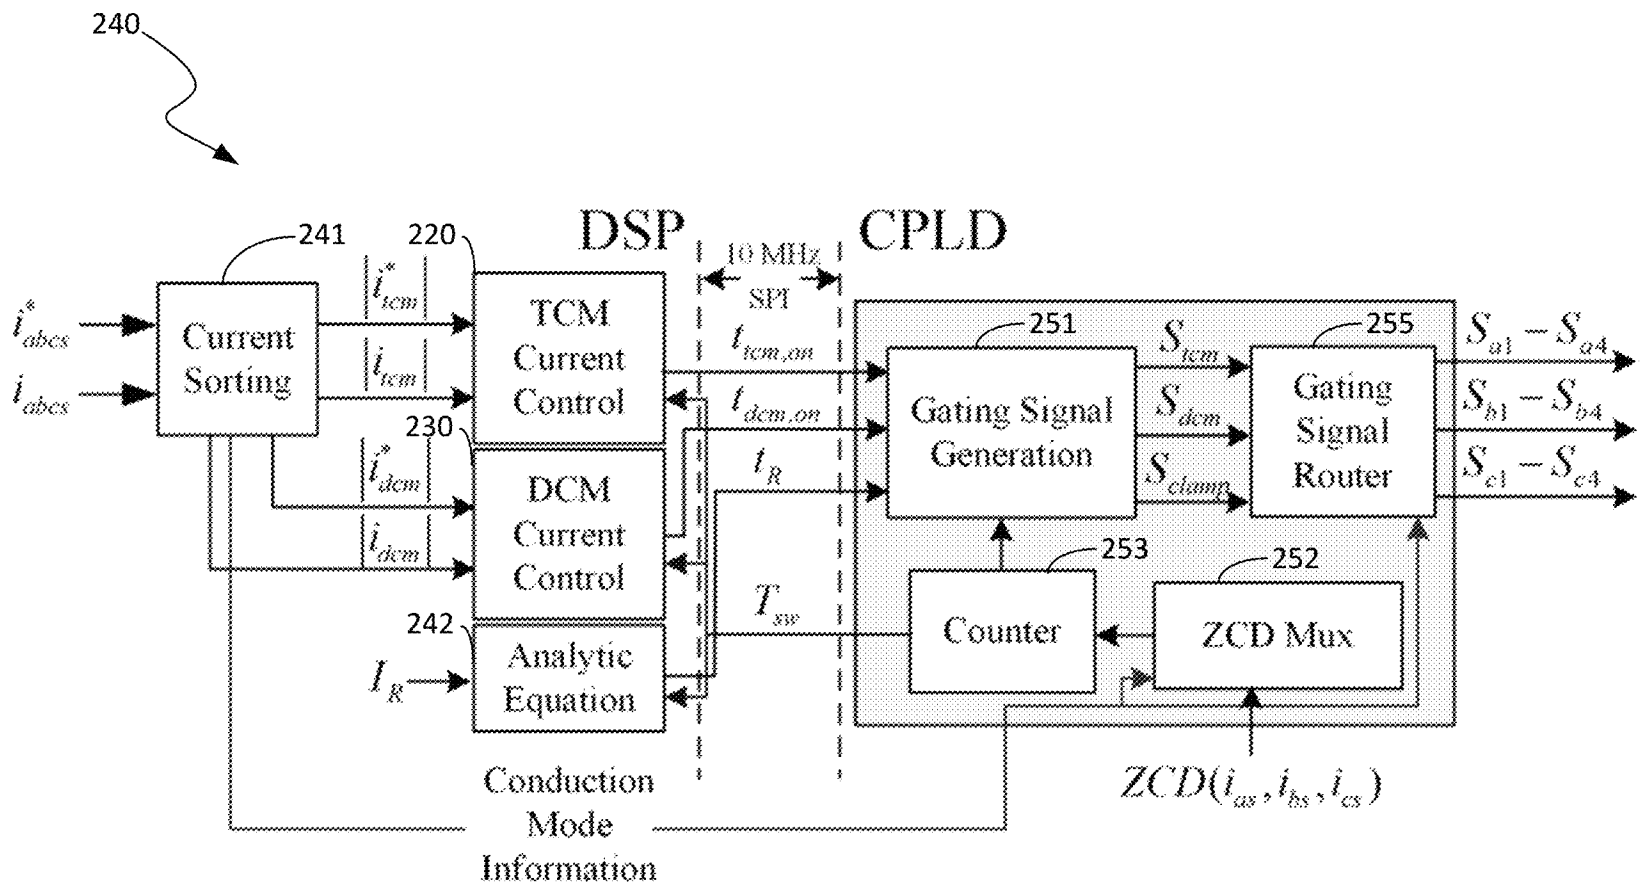 240
DSP
CPLD
10 MHz
SPI
241
220
i*abcs
iabcs
Current
Sorting
|i*tcm|
|itcm|
TCM
Current
Control
230
|i*dcm|
|idcm|
DCM
Current
Control
242
IR
Analytic
Equation
ttcm,on
tdcm,on
tR
Tsw
251
Gating Signal
Generation
Stcm
Sdcm
Sclamp
255
Gating
Signal
Router
Sa1 − Sa4
Sb1 − Sb4
Sc1 − Sc4
253
Counter
252
ZCD Mux
ZCD(ias, ibs, ics)
Conduction
Mode
Information